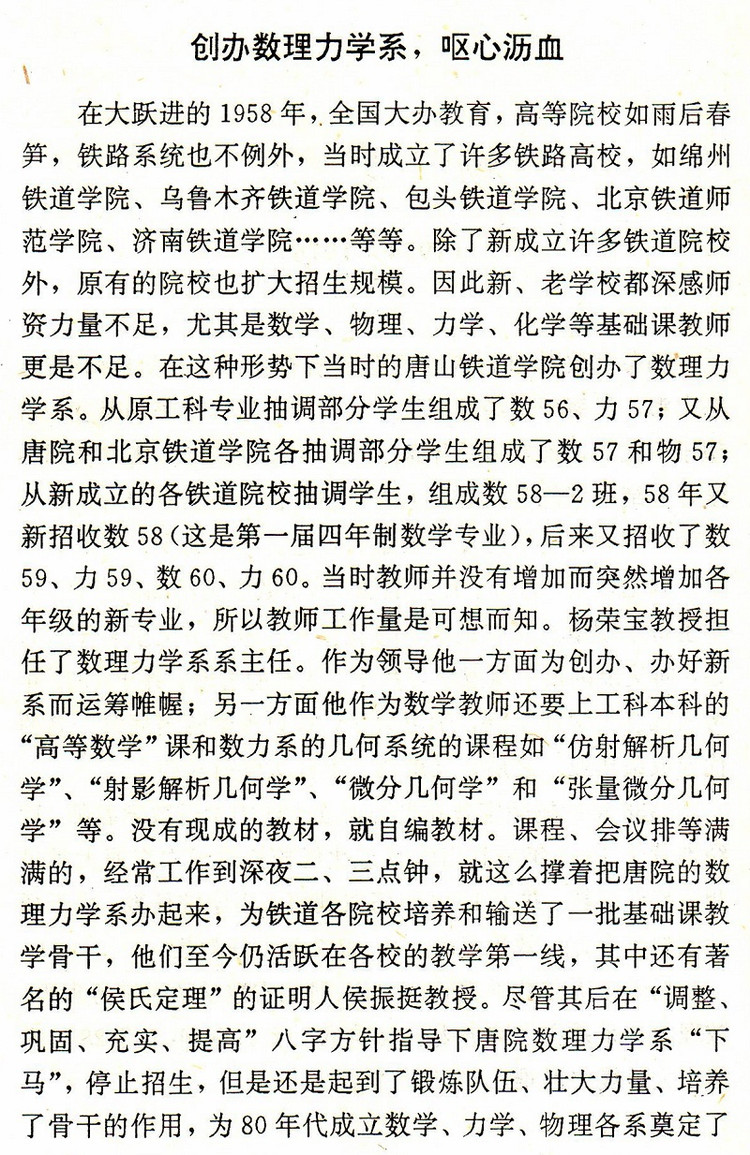 创办数理力学系，呕心沥血
在大跃进的 1958 年，全国大办教育，高等院校如雨后春
笋，铁路系统也不例外，当时成立了许多铁路高校，如绵州
铁道学院、乌鲁木齐铁道学院、包头铁道学院、北京铁道师
范学院、济南铁道学院……等等。除了新成立许多铁道院校
外，原有的院校也扩大招生规模。因此新、老学校都深感师
资力量不足，尤其是数学、物理、力学、化学等基础课教师
更是不足。在这种形势下当时的唐山铁道学院创办了数理力
学系。从原工科专业抽调部分学生组成了数 56、力 57；又从
唐院和北京铁道学院各抽调部分学生组成了数 57 和物 57；
从新成立的各铁道院校抽调学生，组成数 58—2 班，58 年又
新招收数 58（这是第一届四年制数学专业），后来又招收了数
59、力 59、数 60、力 60。当时教师并没有增加而突然增加各
年级的新专业，所以教师工作量是可想而知。杨荣宝教授担
任了数理力学系系主任。作为领导他一方面为创办、办好新
系而运筹帷幄；另一方面他作为数学教师还要上工科本科的
“高等数学”课和数力系的几何系统的课程如“仿射解析几何
学”、“射影解析几何学”、“微分几何学”和“张量微分几何
学”等。没有现成的教材，就自编教材。课程、会议排等满
满的，经常工作到深夜二、三点钟，就这么撑着把唐院的数
理力学系办起来，为铁道各院校培养和输送了一批基础课教
学骨干，他们至今仍活跃在各校的教学第一线，其中还有著
名的“侯氏定理”的证明人侯振挺教授。尽管其后在“调整、
巩固、充实、提高”八字方针指导下唐院数理力学系“下
马”，停止招生，但是还是起到了锻炼队伍、壮大力量、培养
了骨干的作用，为 80 年代成立数学、力学、物理各系奠定了